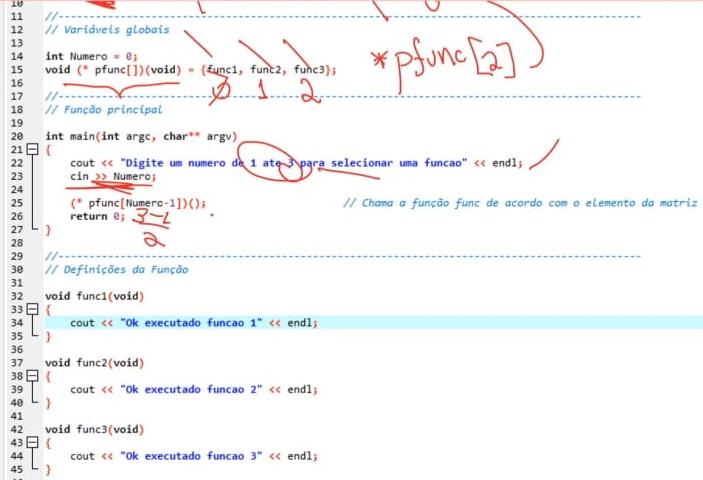 10
11 //-----------------------------------------------------------------------
12 // Variáveis globais
13
14 int Numero = 0;
15 void (* pfunc[])(void) = {func1, func2, func3};
*pfunc[2]
0 1 2
16
17 //-----------------------------------------------------------------------
18 // Função principal
19
20 int main(int argc, char** argv)
21 {
22 cout << "Digite um numero de 1 ate 3 para selecionar uma funcao" << endl;
23 cin >> Numero;
24
25 (* pfunc[Numero-1])(); // Chama a função func de acordo com o elemento da matriz
26 return 0;
3-1
2
27 }
28
29 //-----------------------------------------------------------------------
30 // Definições da Função
31
32 void func1(void)
33 {
34 cout << "Ok executado funcao 1" << endl;
35 }
36
37 void func2(void)
38 {
39 cout << "Ok executado funcao 2" << endl;
40 }
41
42 void func3(void)
43 {
44 cout << "Ok executado funcao 3" << endl;
45 }